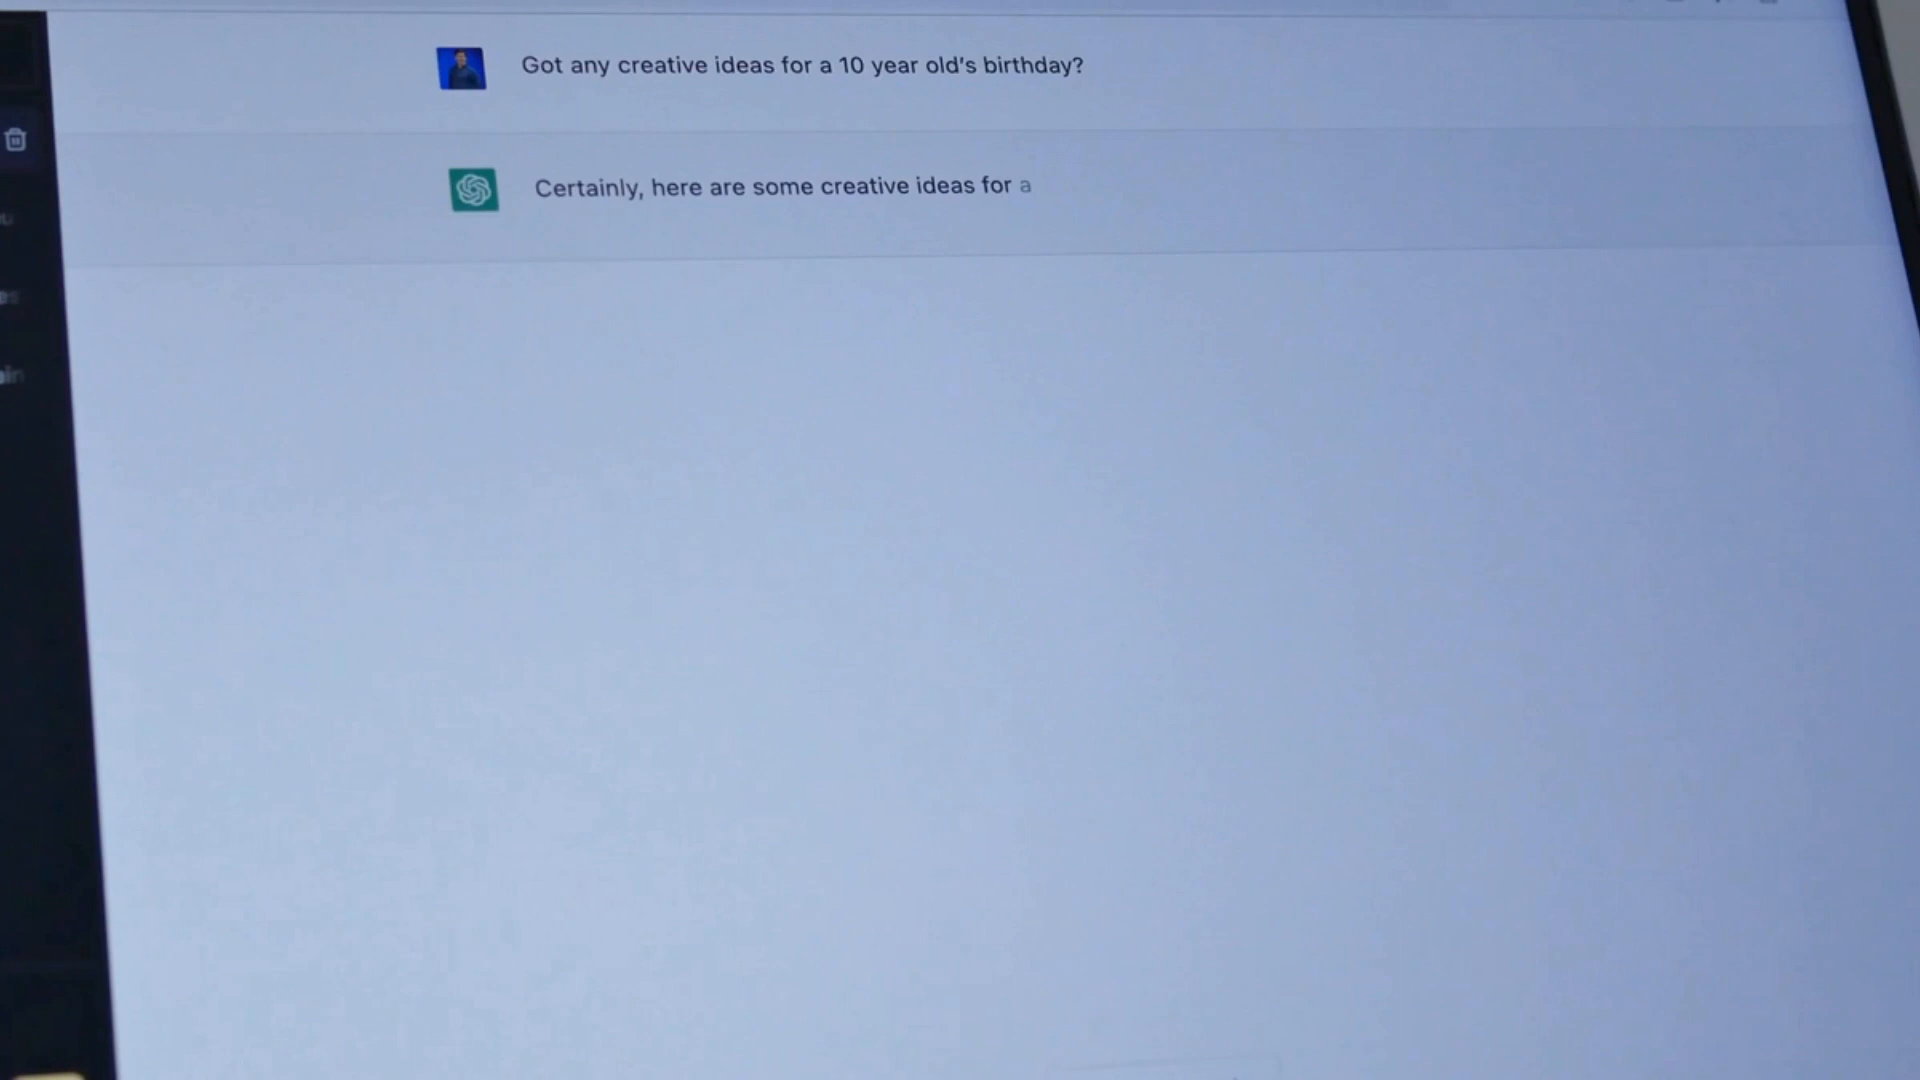 Got any creative ideas for a 10 year old's birthday?
Certainly, here are some creative ideas for a